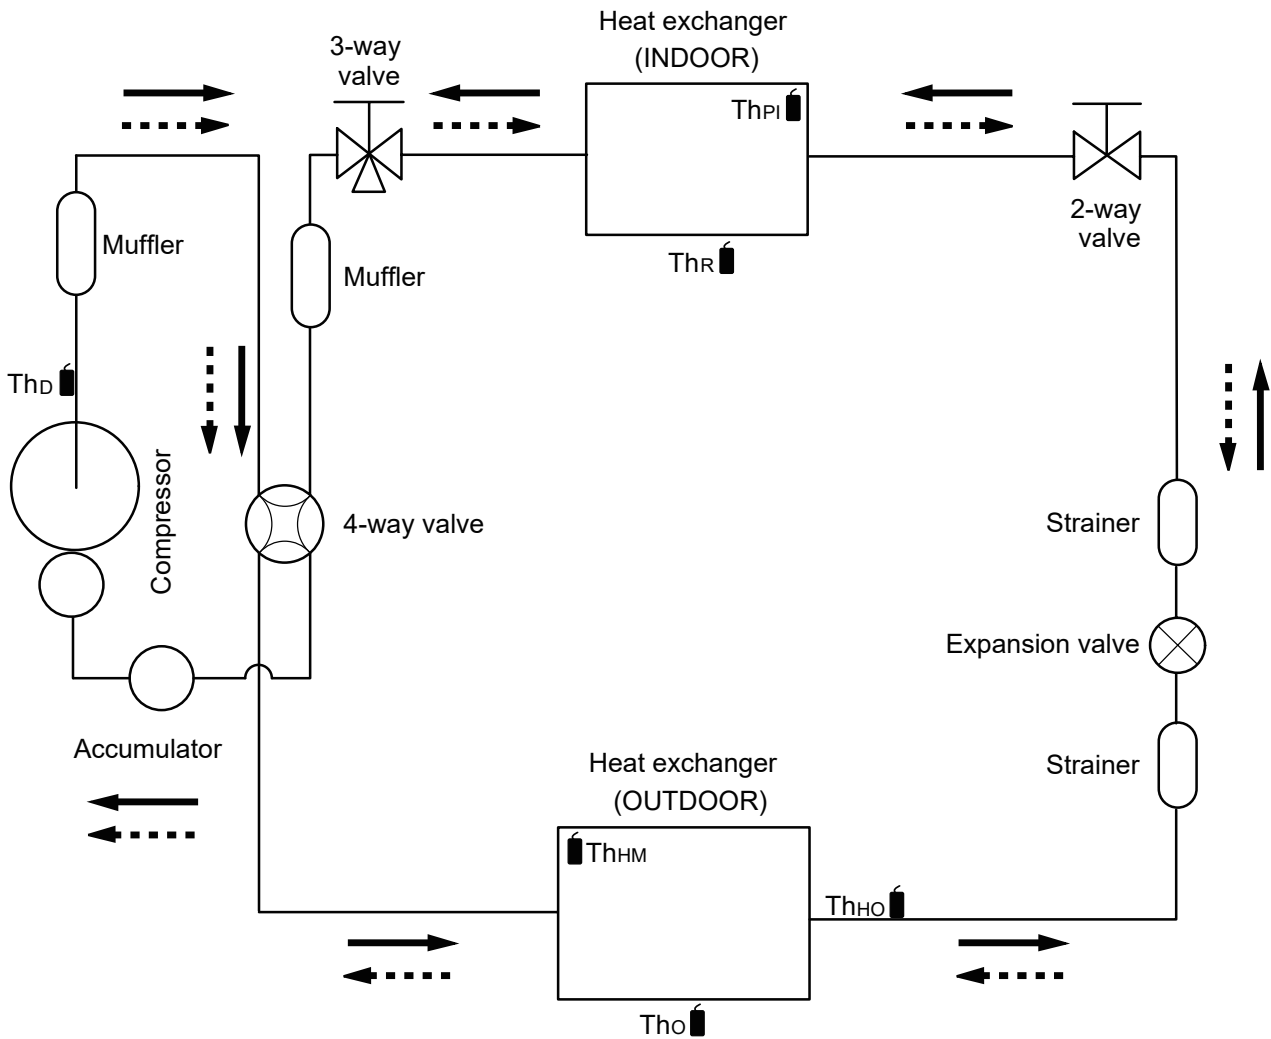 Heat exchanger
(INDOOR)
3-way
valve
ThPI
2-way
valve
Muffler
ThR
Muffler
ThD
Compressor
4-way valve
Strainer
Expansion valve
Accumulator
Heat exchanger
(OUTDOOR)
Strainer
ThHM
ThHO
ThO